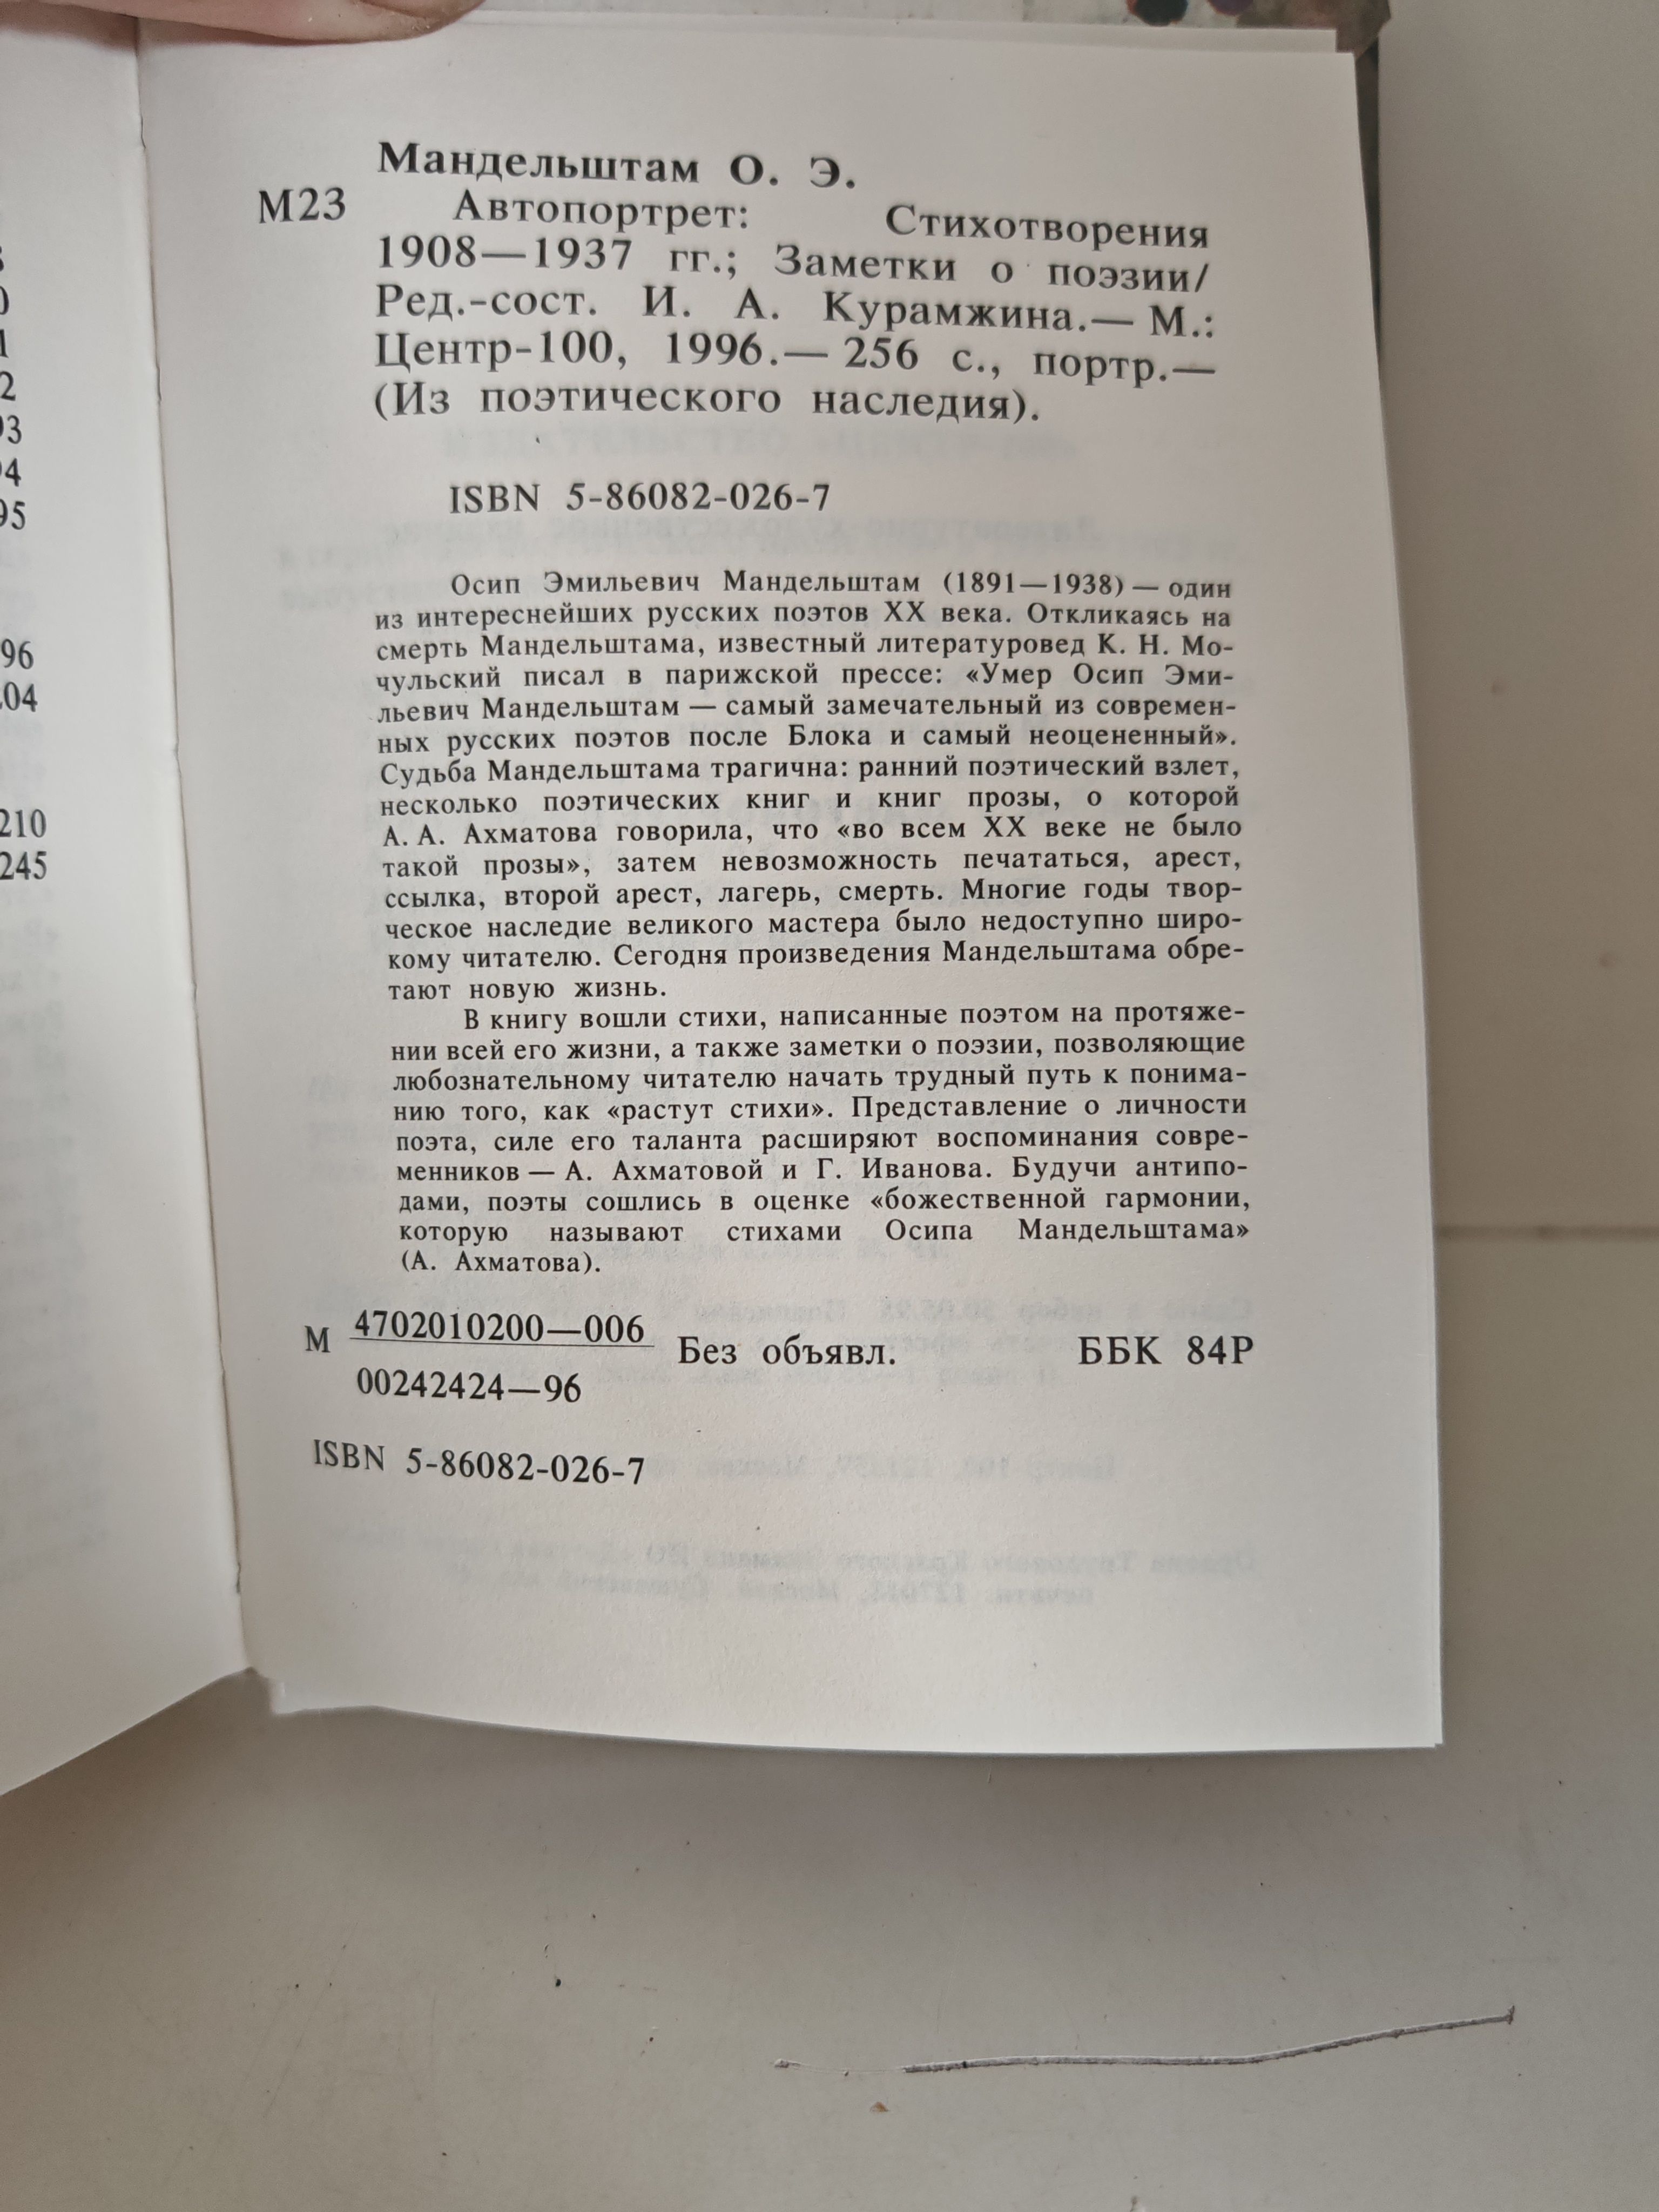 Мандельштам О. Э.
М23 Автопортрет: Стихотворения
1908—1937 гг.; Заметки о поэзии/
Ред.-сост. И. А. Курамжина.— М.:
Центр-100, 1996.— 256 с., портр.—
(Из поэтического наследия).
ISBN 5-86082-026-7
Осип Эмильевич Мандельштам (1891—1938) — один
из интереснейших русских поэтов XX века. Откликаясь на
смерть Мандельштама, известный литературовед К. Н. Мо-
чульский писал в парижской прессе: «Умер Осип Эми-
льевич Мандельштам — самый замечательный из современ-
ных русских поэтов после Блока и самый неоцененный».
Судьба Мандельштама трагична: ранний поэтический взлет,
несколько поэтических книг и книг прозы, о которой
А. А. Ахматова говорила, что «во всем XX веке не было
такой прозы», затем невозможность печататься, арест,
ссылка, второй арест, лагерь, смерть. Многие годы твор-
ческое наследие великого мастера было недоступно широ-
кому читателю. Сегодня произведения Мандельштама обре-
тают новую жизнь.
В книгу вошли стихи, написанные поэтом на протяже-
нии всей его жизни, а также заметки о поэзии, позволяющие
любознательному читателю начать трудный путь к понима-
нию того, как «растут стихи». Представление о личности
поэта, силе его таланта расширяют воспоминания совре-
менников — А. Ахматовой и Г. Иванова. Будучи антипо-
дами, поэты сошлись в оценке «божественной гармонии,
которую называют стихами Осипа Мандельштама»
(А. Ахматова).
М 4702010200—006 Без объявл. ББК 84Р
00242424—96
ISBN 5-86082-026-7
210
245